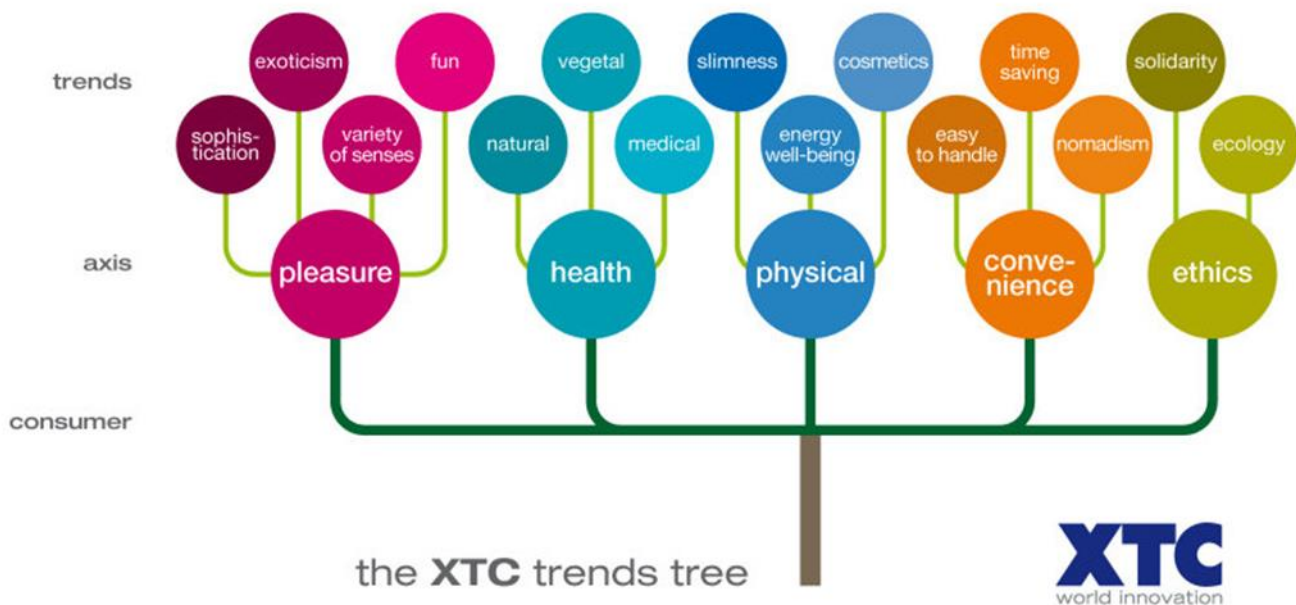 trends
exoticism
fun
vegetal
slimness
cosmetics
time
saving
solidarity
sophis-
tication
variety
of senses
natural
medical
energy
well-being
easy
to handle
nomadism
ecology
axis
pleasure
health
physical
conve-
nience
ethics
consumer
the XTC trends tree
XTC
world innovation